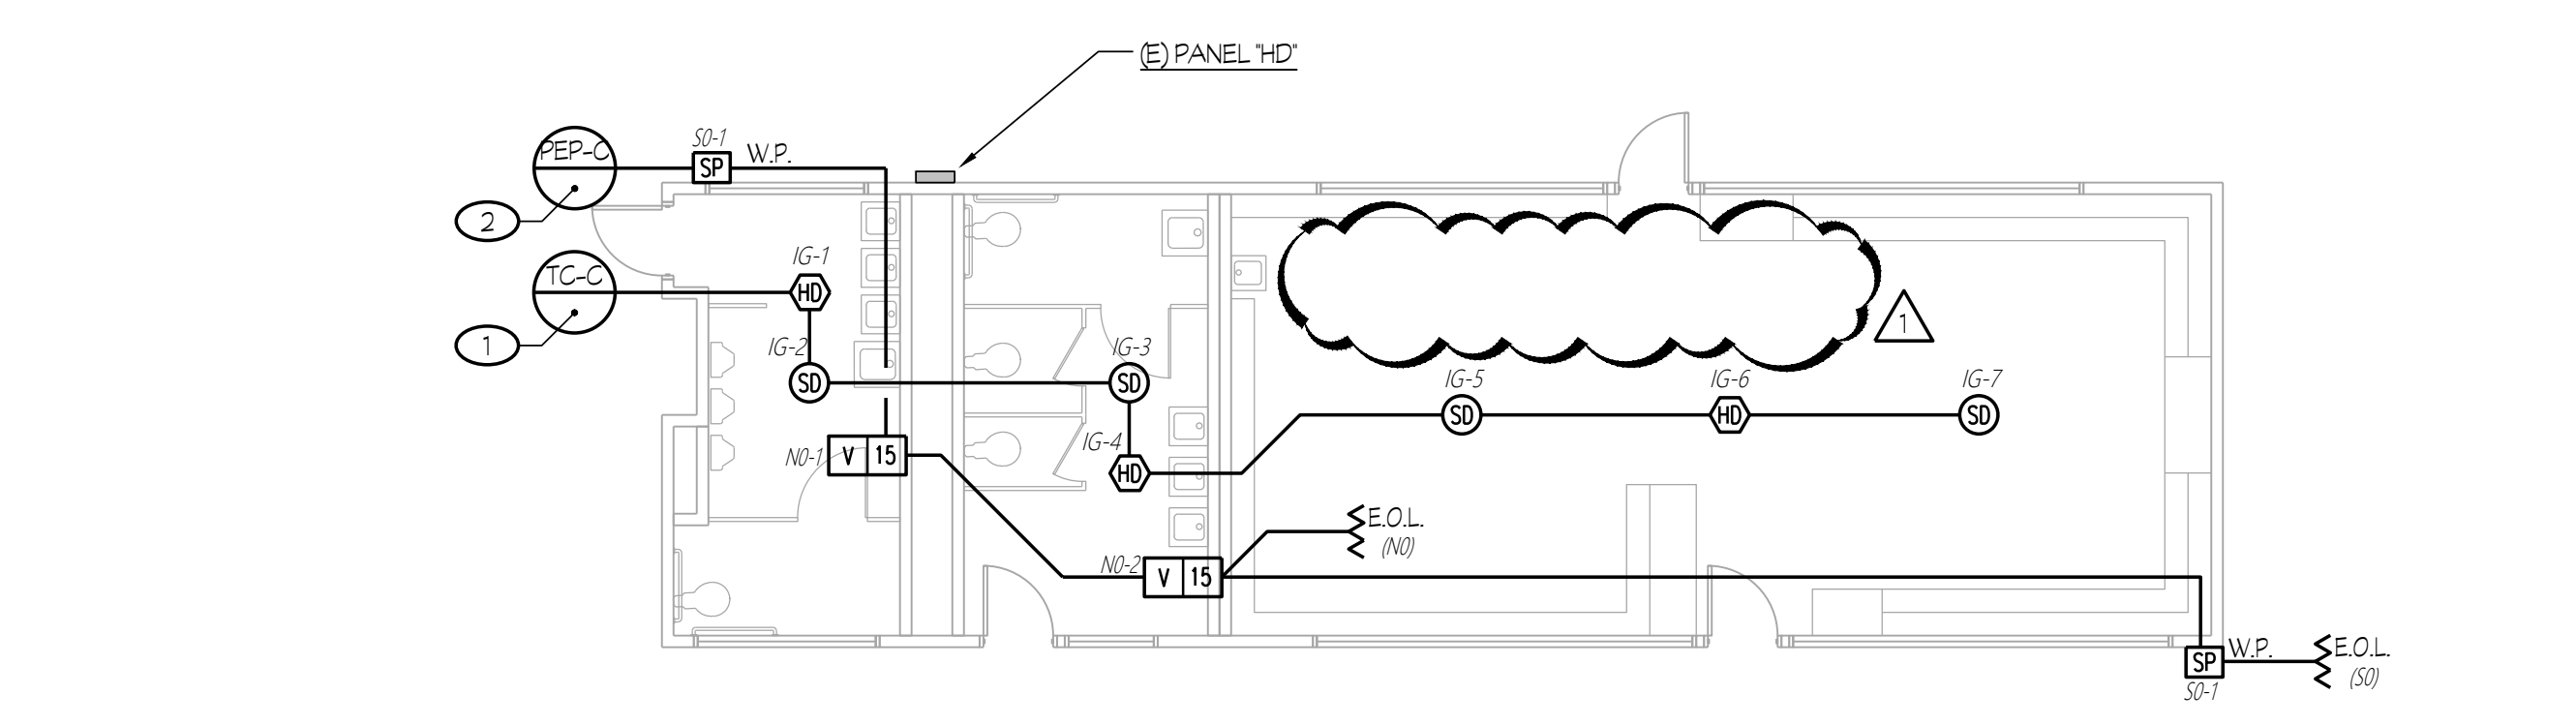 (E) PANEL "HD"
PEP-C
S0-1
SP
W.P.
2
TC-C
1
IG-1
HD
IG-2
SD
IG-3
SD
IG-4
HD
1
IG-5
SD
IG-6
HD
IG-7
SD
N0-1
V 15
N0-2
V 15
E.O.L.
(N0)
SP
W.P.
S0-1
E.O.L.
(S0)